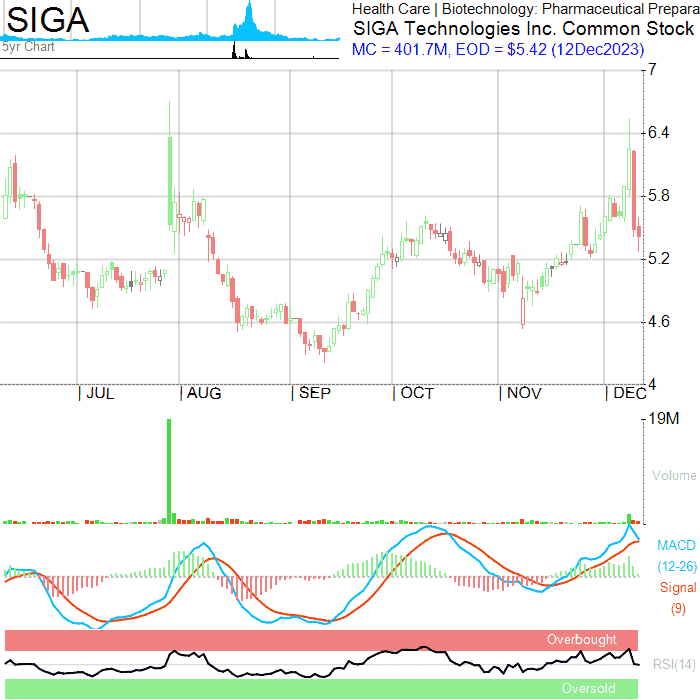 SIGA
5yr Chart
Health Care | Biotechnology: Pharmaceutical Prepara
SIGA Technologies Inc. Common Stock
MC = 401.7M, EOD = $5.42 (12Dec2023)
7
6.4
5.8
5.2
4.6
4
| JUL | AUG | SEP | OCT | NOV | DEC
19M
Volume
MACD
(12-26)
Signal
(9)
Overbought
RSI(14)
Oversold